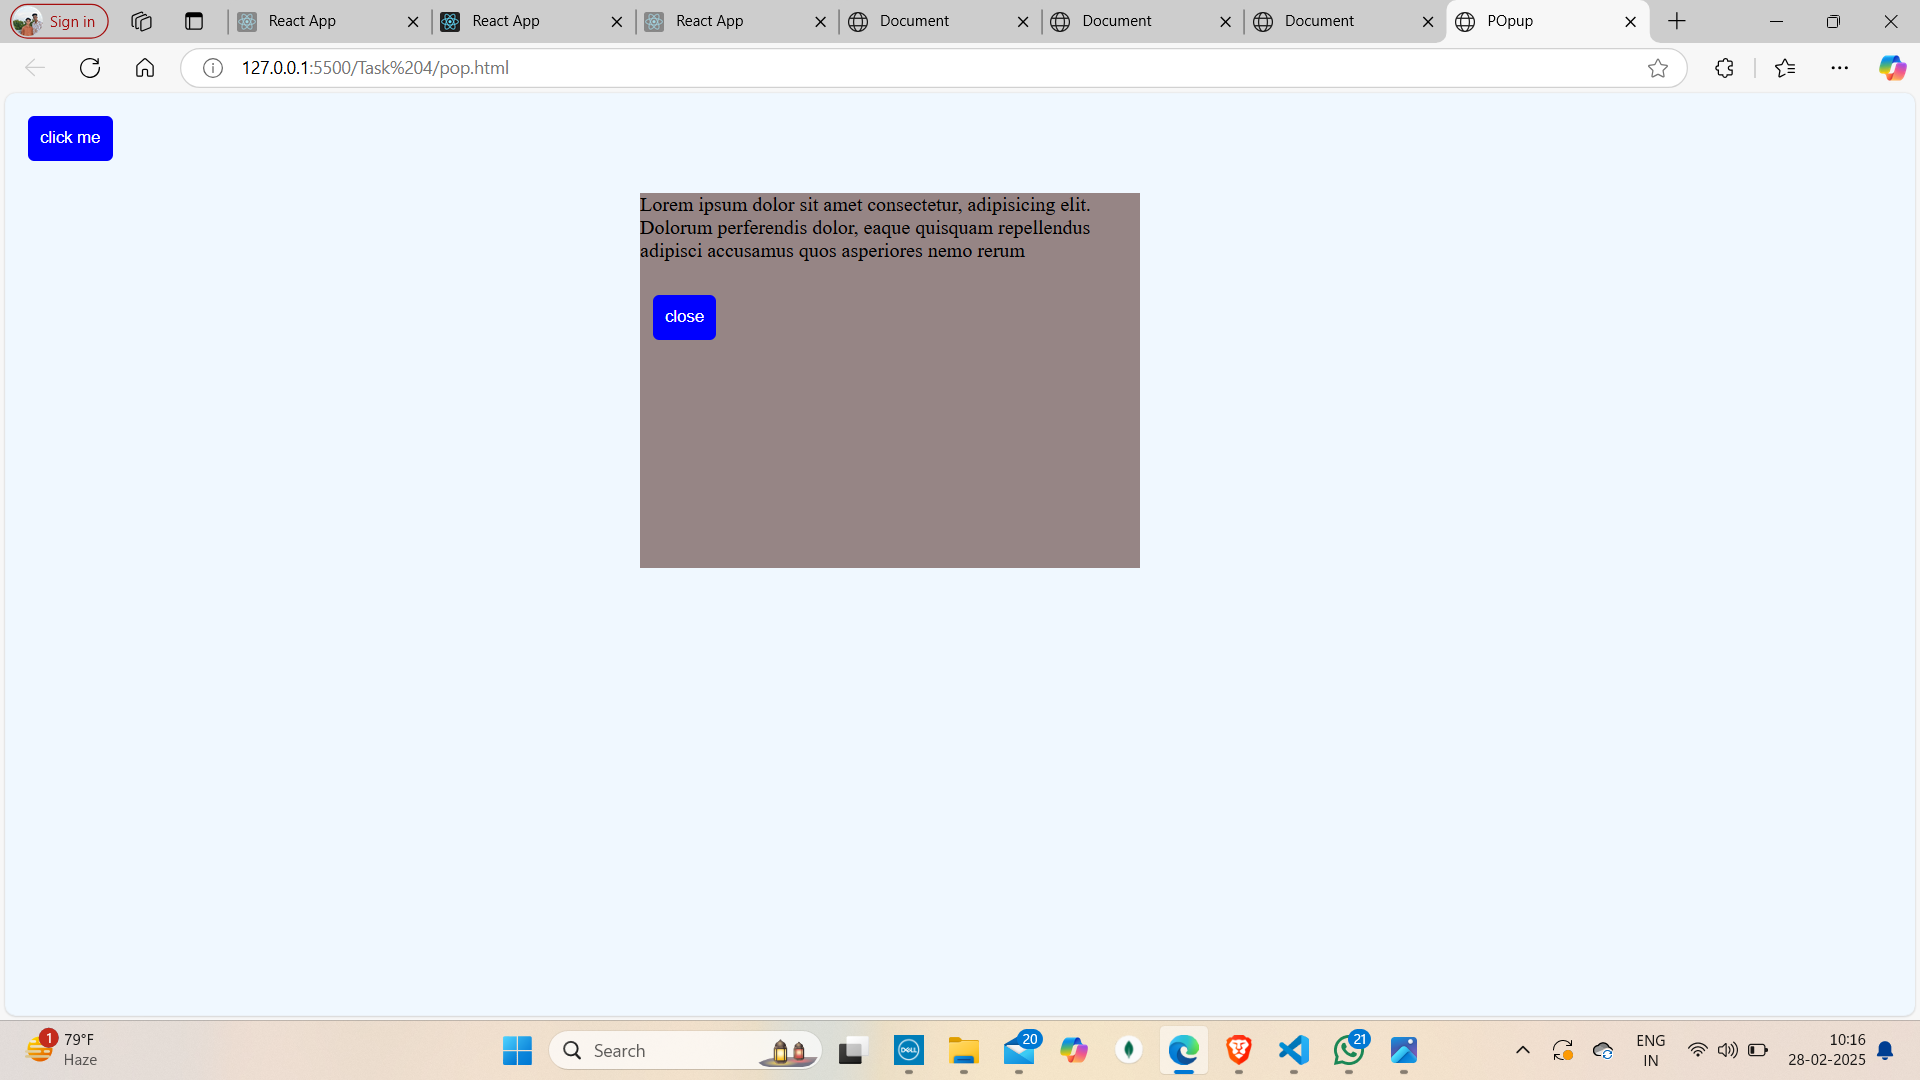 Sign in
React App
React App
React App
Document
Document
Document
POpup
127.0.0.1:5500/Task%204/pop.html
click me
Lorem ipsum dolor sit amet consectetur, adipisicing elit.
Dolorum perferendis dolor, eaque quisquam repellendus
adipisci accusamus quos asperiores nemo rerum
close
1
79°F
Haze
Search
DELL
20
21
ENG
IN
10:16
28-02-2025